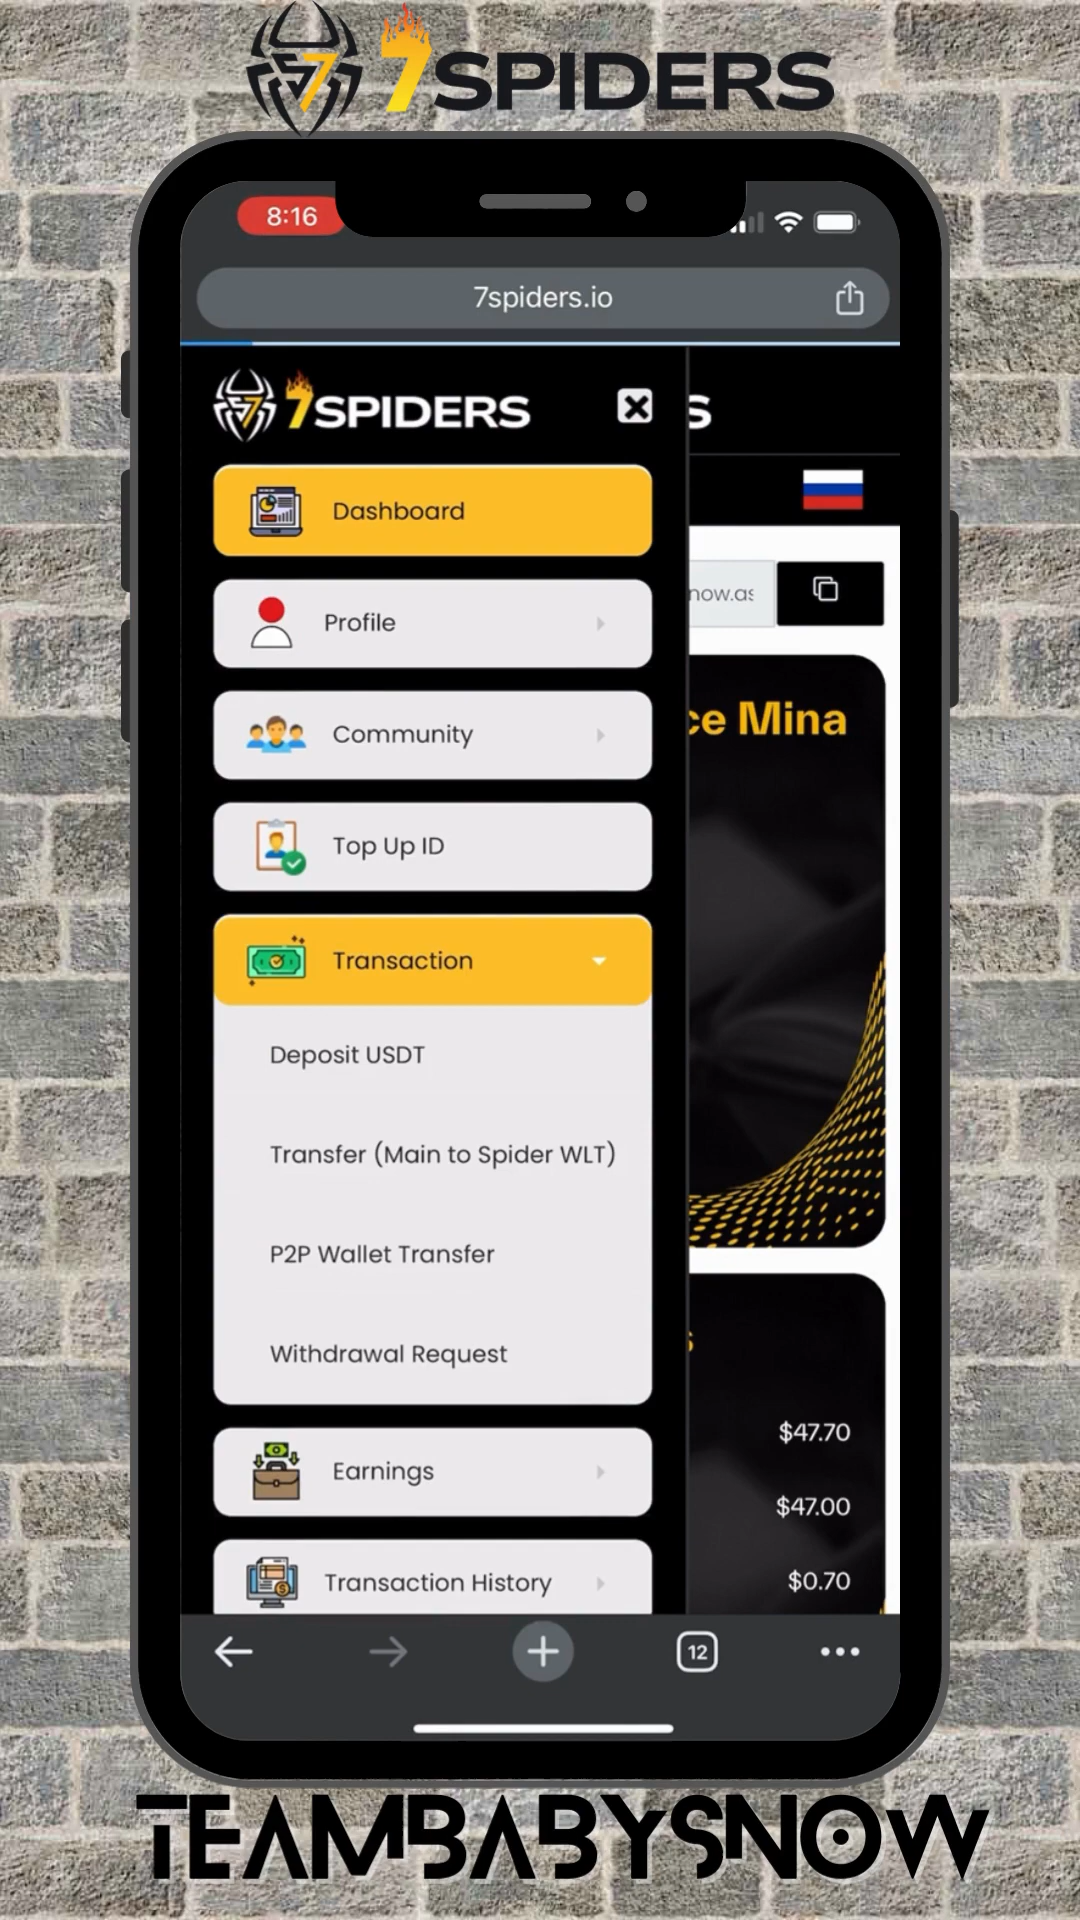 7SPIDERS
8:16
7spiders.io
7SPIDERS
S
Dashboard
Profile
now.as
Community
ce Mina
Top Up ID
Transaction
Deposit USDT
Transfer (Main to Spider WLT)
P2P Wallet Transfer
Withdrawal Request
s
$47.70
Earnings
$47.00
Transaction History
$0.70
12
TEAMBABYSNOW